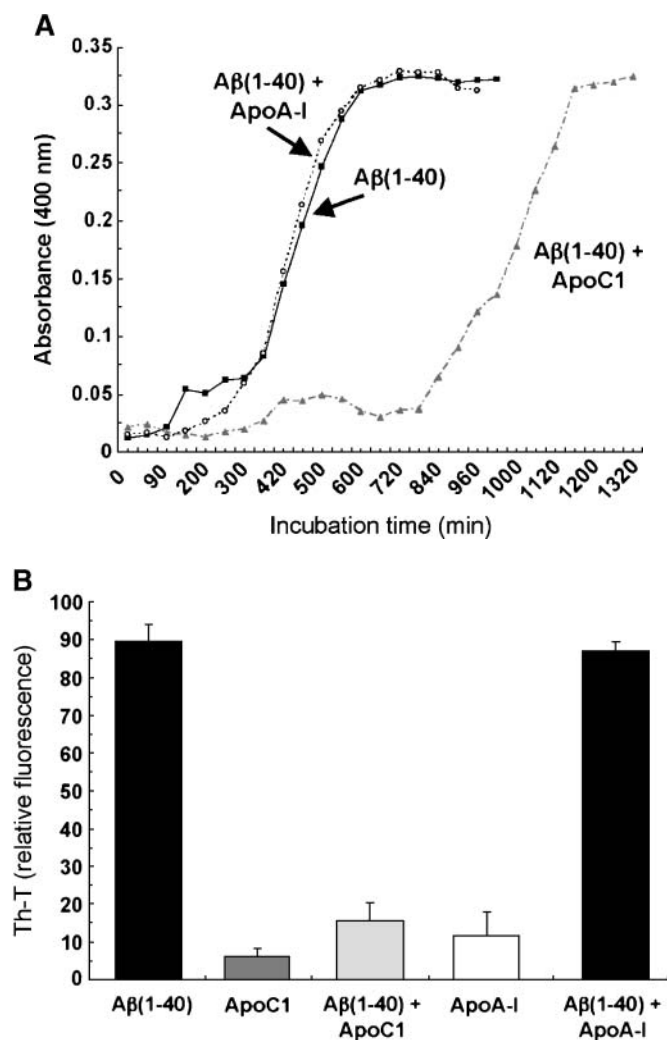 A
0.35
0.3
0.25
0.2
0.15
0.1
0.05
0
Absorbance (400 nm)
Aβ(1-40) +
ApoA-I
Aβ(1-40)
Aβ(1-40) +
ApoC1
0 90 200 300 420 500 600 720 840 960 1000 1120 1200 1320
Incubation time (min)
B
100
90
80
70
60
50
40
30
20
10
0
Th-T (relative fluorescence)
Aβ(1-40) ApoC1 Aβ(1-40) + ApoA-I Aβ(1-40) +
ApoC1 ApoA-I